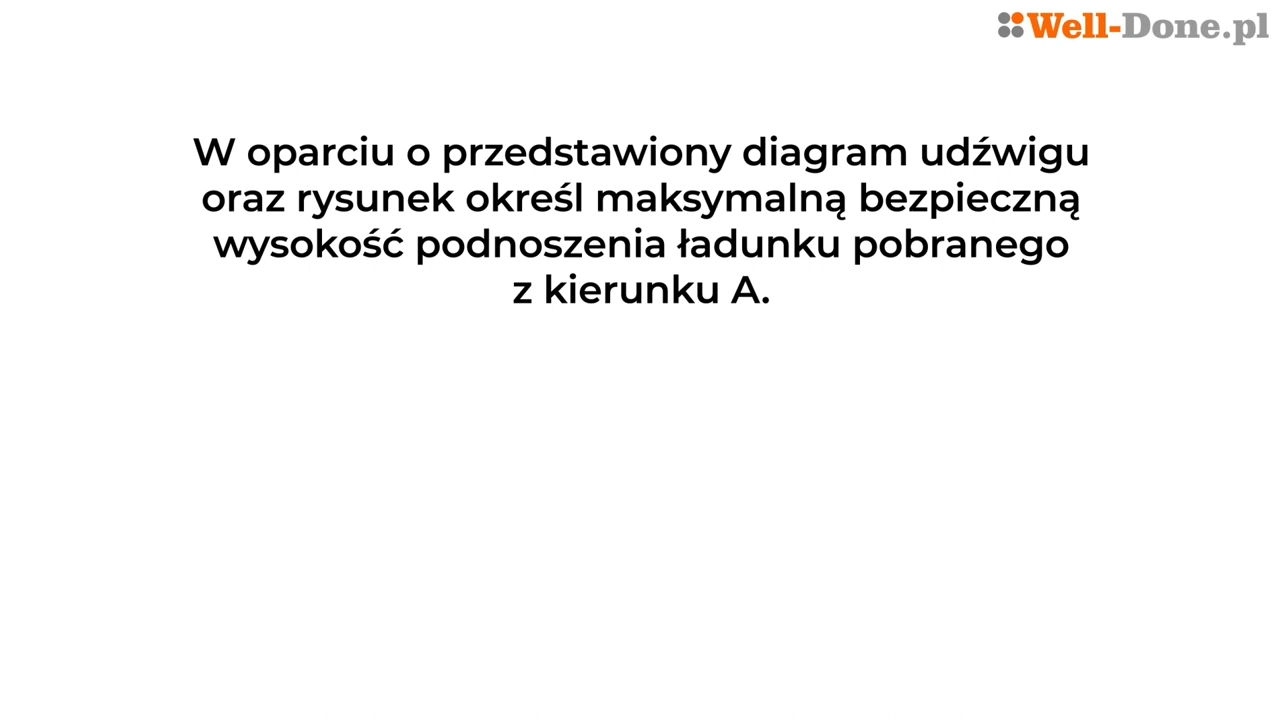 Well-Done.pl
W oparciu o przedstawiony diagram udźwigu
oraz rysunek określ maksymalną bezpieczną
wysokość podnoszenia ładunku pobranego
z kierunku A.